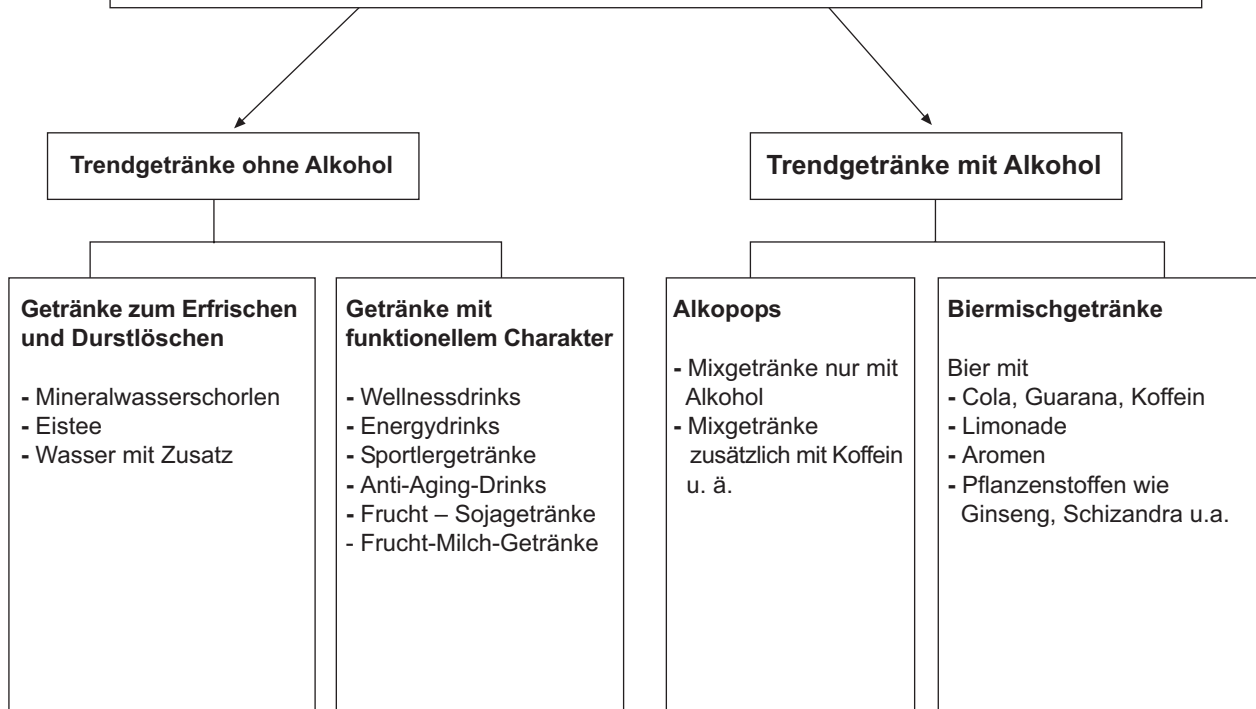 Trendgetränke ohne Alkohol
Trendgetränke mit Alkohol
Getränke zum Erfrischen
und Durstlöschen
- Mineralwasserschorlen
- Eistee
- Wasser mit Zusatz
Getränke mit
funktionellem Charakter
- Wellnessdrinks
- Energydrinks
- Sportlergetränke
- Anti-Aging-Drinks
- Frucht – Sojagetränke
- Frucht-Milch-Getränke
Alkopops
- Mixgetränke nur mit
Alkohol
- Mixgetränke
zusätzlich mit Koffein
u. ä.
Biermischgetränke
Bier mit
- Cola, Guarana, Koffein
- Limonade
- Aromen
- Pflanzenstoffen wie
Ginseng, Schizandra u.a.